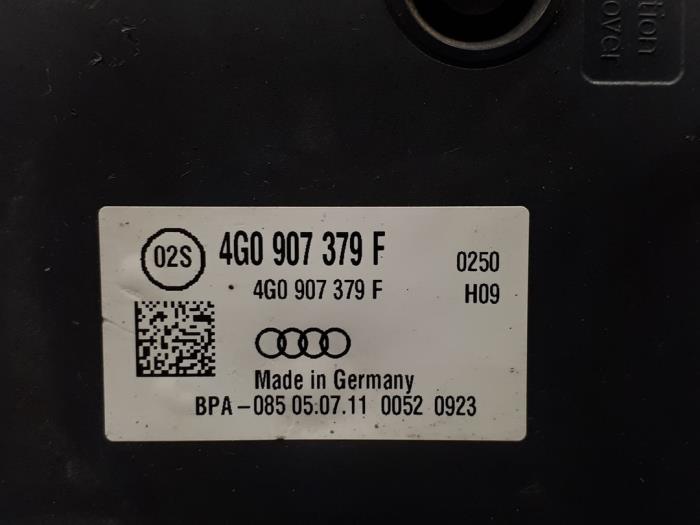 02S
4G0 907 379 F
0250
4G0 907 379 F
H09
Made in Germany
BPA-085 05.07.11 0052 0923